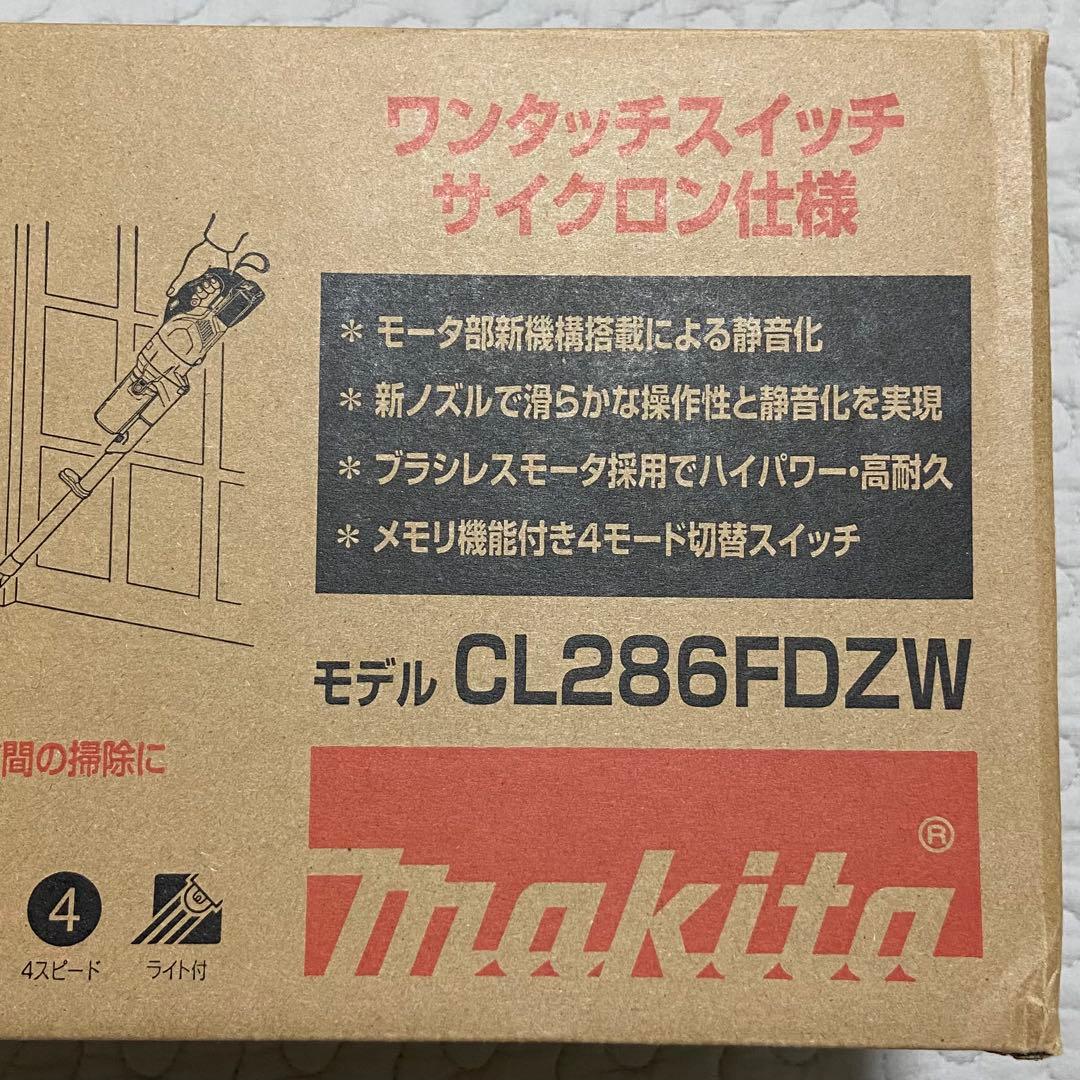 ワンタッチスイッチ
サイクロン仕様
＊ モータ部新機構搭載による静音化
＊ 新ノズルで滑らかな操作性と静音化を実現
＊ ブラシレスモータ採用でハイパワー・高耐久
＊ メモリ機能付き4モード切替スイッチ
モデル CL286FDZW
間の掃除に
makita®
4
4スピード
ライト付